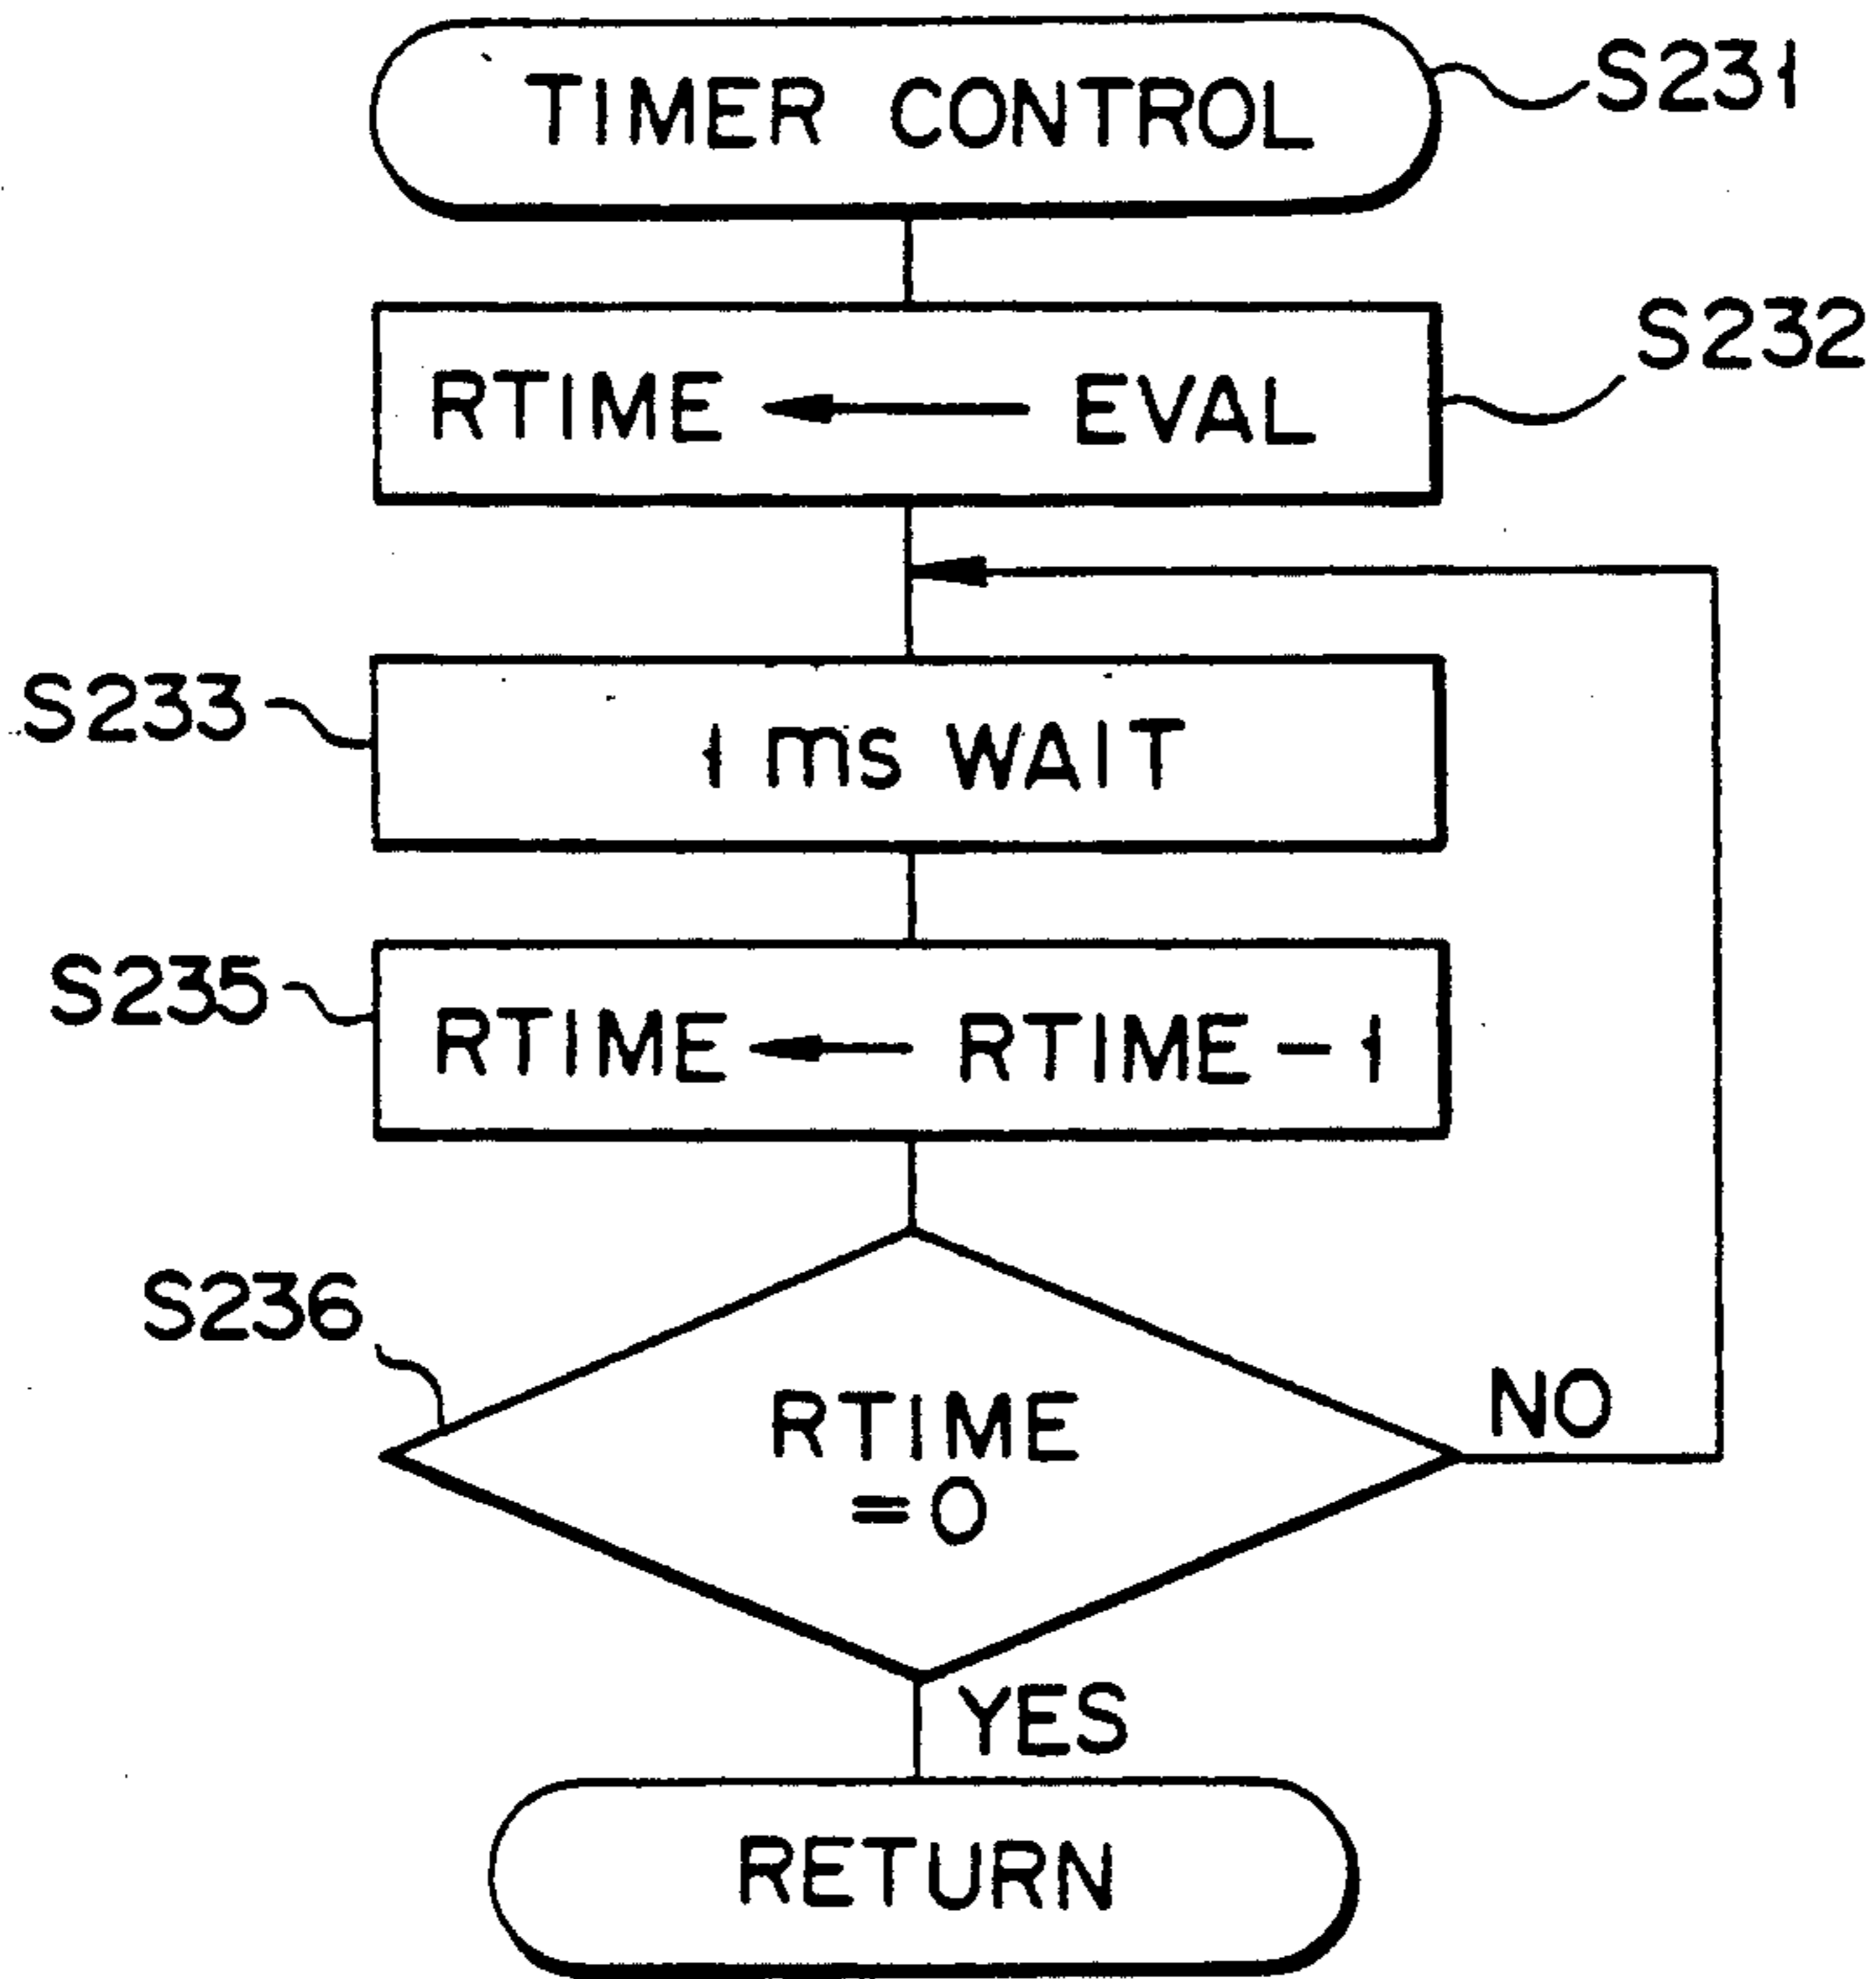 TIMER CONTROL
S231
RTIME ← EVAL
S232
S233
1 ms WAIT
S235
RTIME ← RTIME - 1
S236
RTIME
=0
NO
YES
RETURN